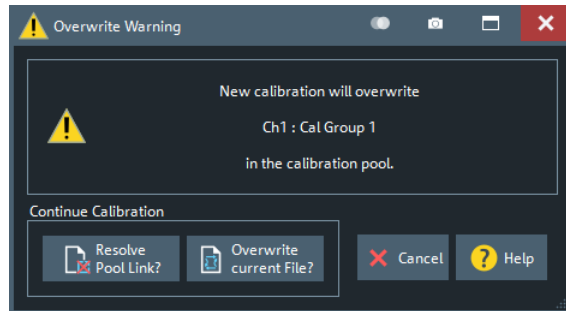 Overwrite Warning
New calibration will overwrite
Ch1 : Cal Group 1
in the calibration pool.
Continue Calibration
Resolve
Pool Link?
Overwrite
current File?
Cancel
Help